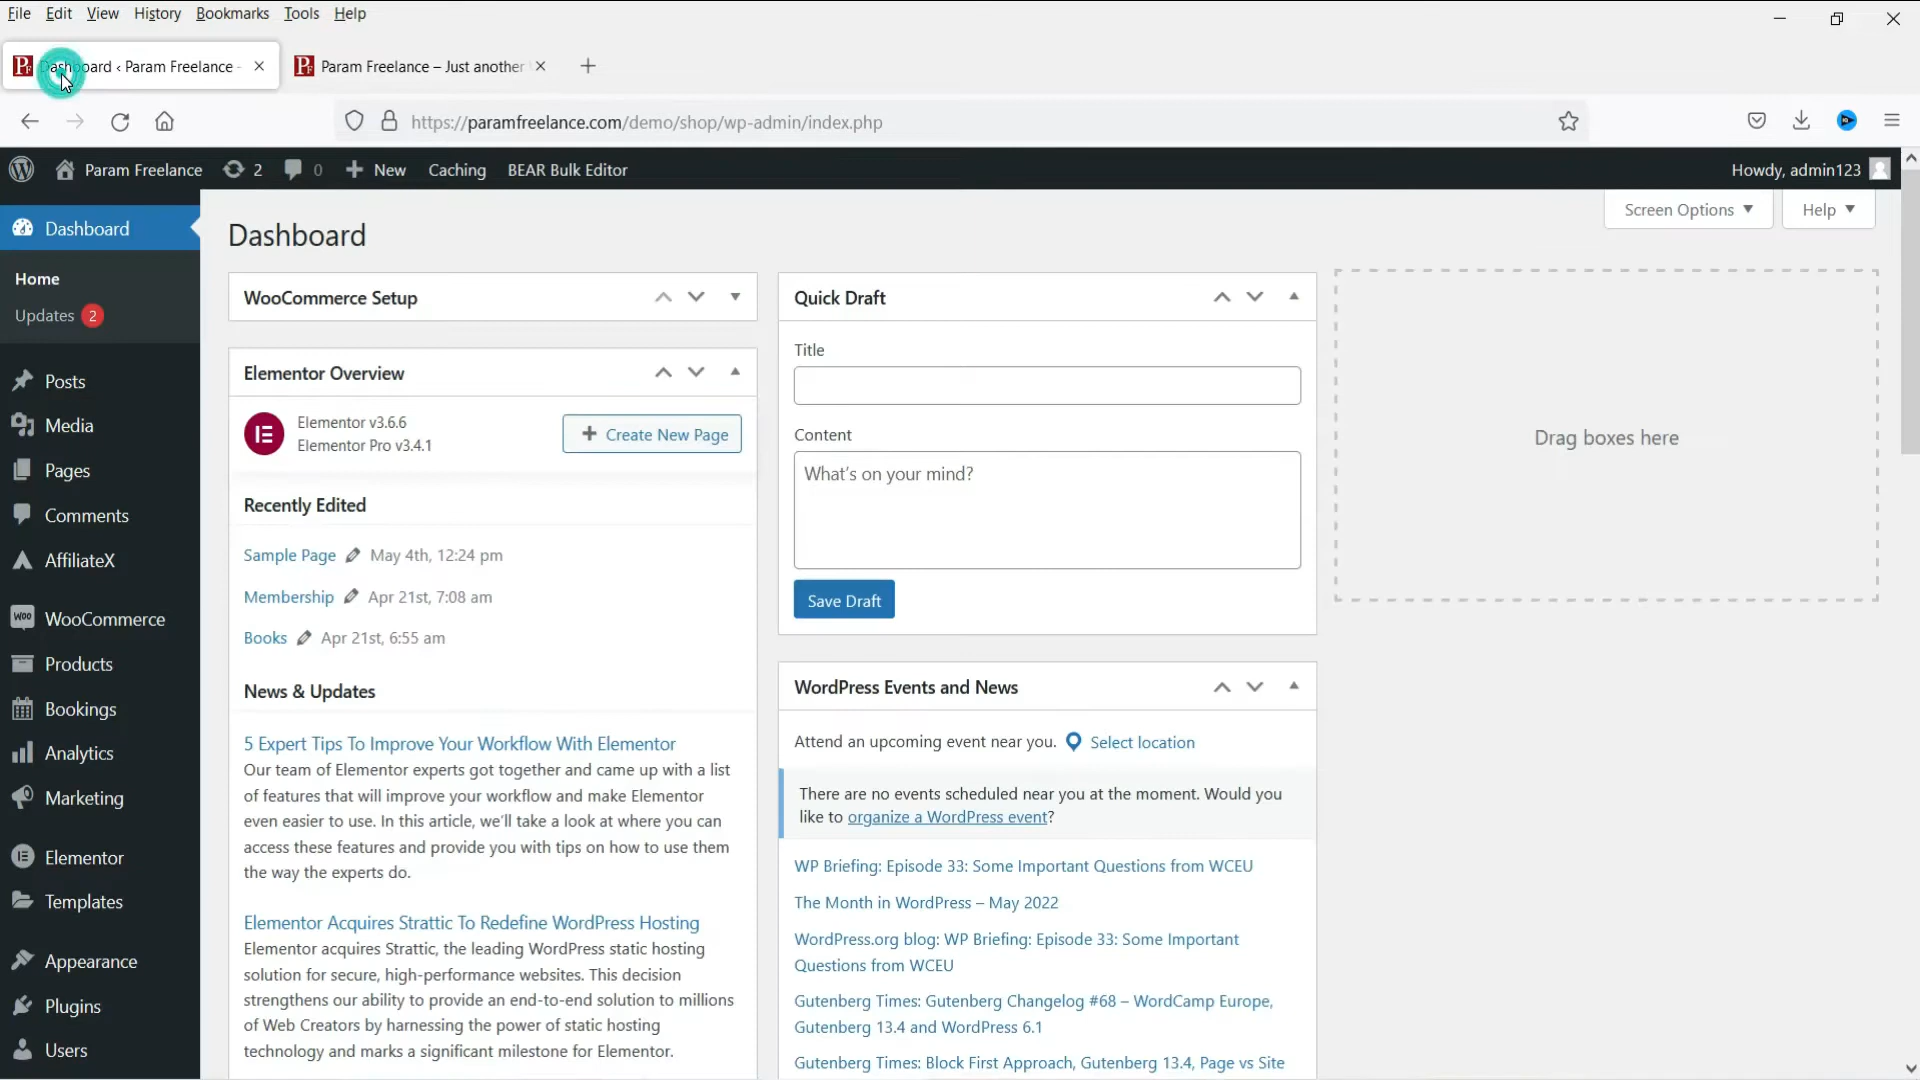 File Edit View History Bookmarks Tools Help
Dashboard ‹ Param Freelance -
Param Freelance – Just another
https://paramfreelance.com/demo/shop/wp-admin/index.php
Param Freelance 2 0 New Caching BEAR Bulk Editor Howdy, admin123
Screen Options Help
Dashboard
Home
Updates 2
Posts
Media
Pages
Comments
AffiliateX
WooCommerce
Products
Bookings
Analytics
Marketing
Elementor
Templates
Appearance
Plugins
Users
Dashboard
WooCommerce Setup
Elementor Overview
Elementor v3.6.6
Elementor Pro v3.4.1
Create New Page
Recently Edited
Sample Page May 4th, 12:24 pm
Membership Apr 21st, 7:08 am
Books Apr 21st, 6:55 am
News & Updates
5 Expert Tips To Improve Your Workflow With Elementor
Our team of Elementor experts got together and came up with a list
of features that will improve your workflow and make Elementor
even easier to use. In this article, we'll take a look at where you can
access these features and provide you with tips on how to use them
the way the experts do.
Elementor Acquires Strattic To Redefine WordPress Hosting
Elementor acquires Strattic, the leading WordPress static hosting
solution for secure, high-performance websites. This decision
strengthens our ability to provide an end-to-end solution to millions
of Web Creators by harnessing the power of static hosting
technology and marks a significant milestone for Elementor.
Quick Draft
Title
Content
What's on your mind?
Save Draft
WordPress Events and News
Attend an upcoming event near you. Select location
There are no events scheduled near you at the moment. Would you
like to organize a WordPress event?
WP Briefing: Episode 33: Some Important Questions from WCEU
The Month in WordPress – May 2022
WordPress.org blog: WP Briefing: Episode 33: Some Important
Questions from WCEU
Gutenberg Times: Gutenberg Changelog #68 – WordCamp Europe,
Gutenberg 13.4 and WordPress 6.1
Gutenberg Times: Block First Approach, Gutenberg 13.4, Page vs Site
Drag boxes here